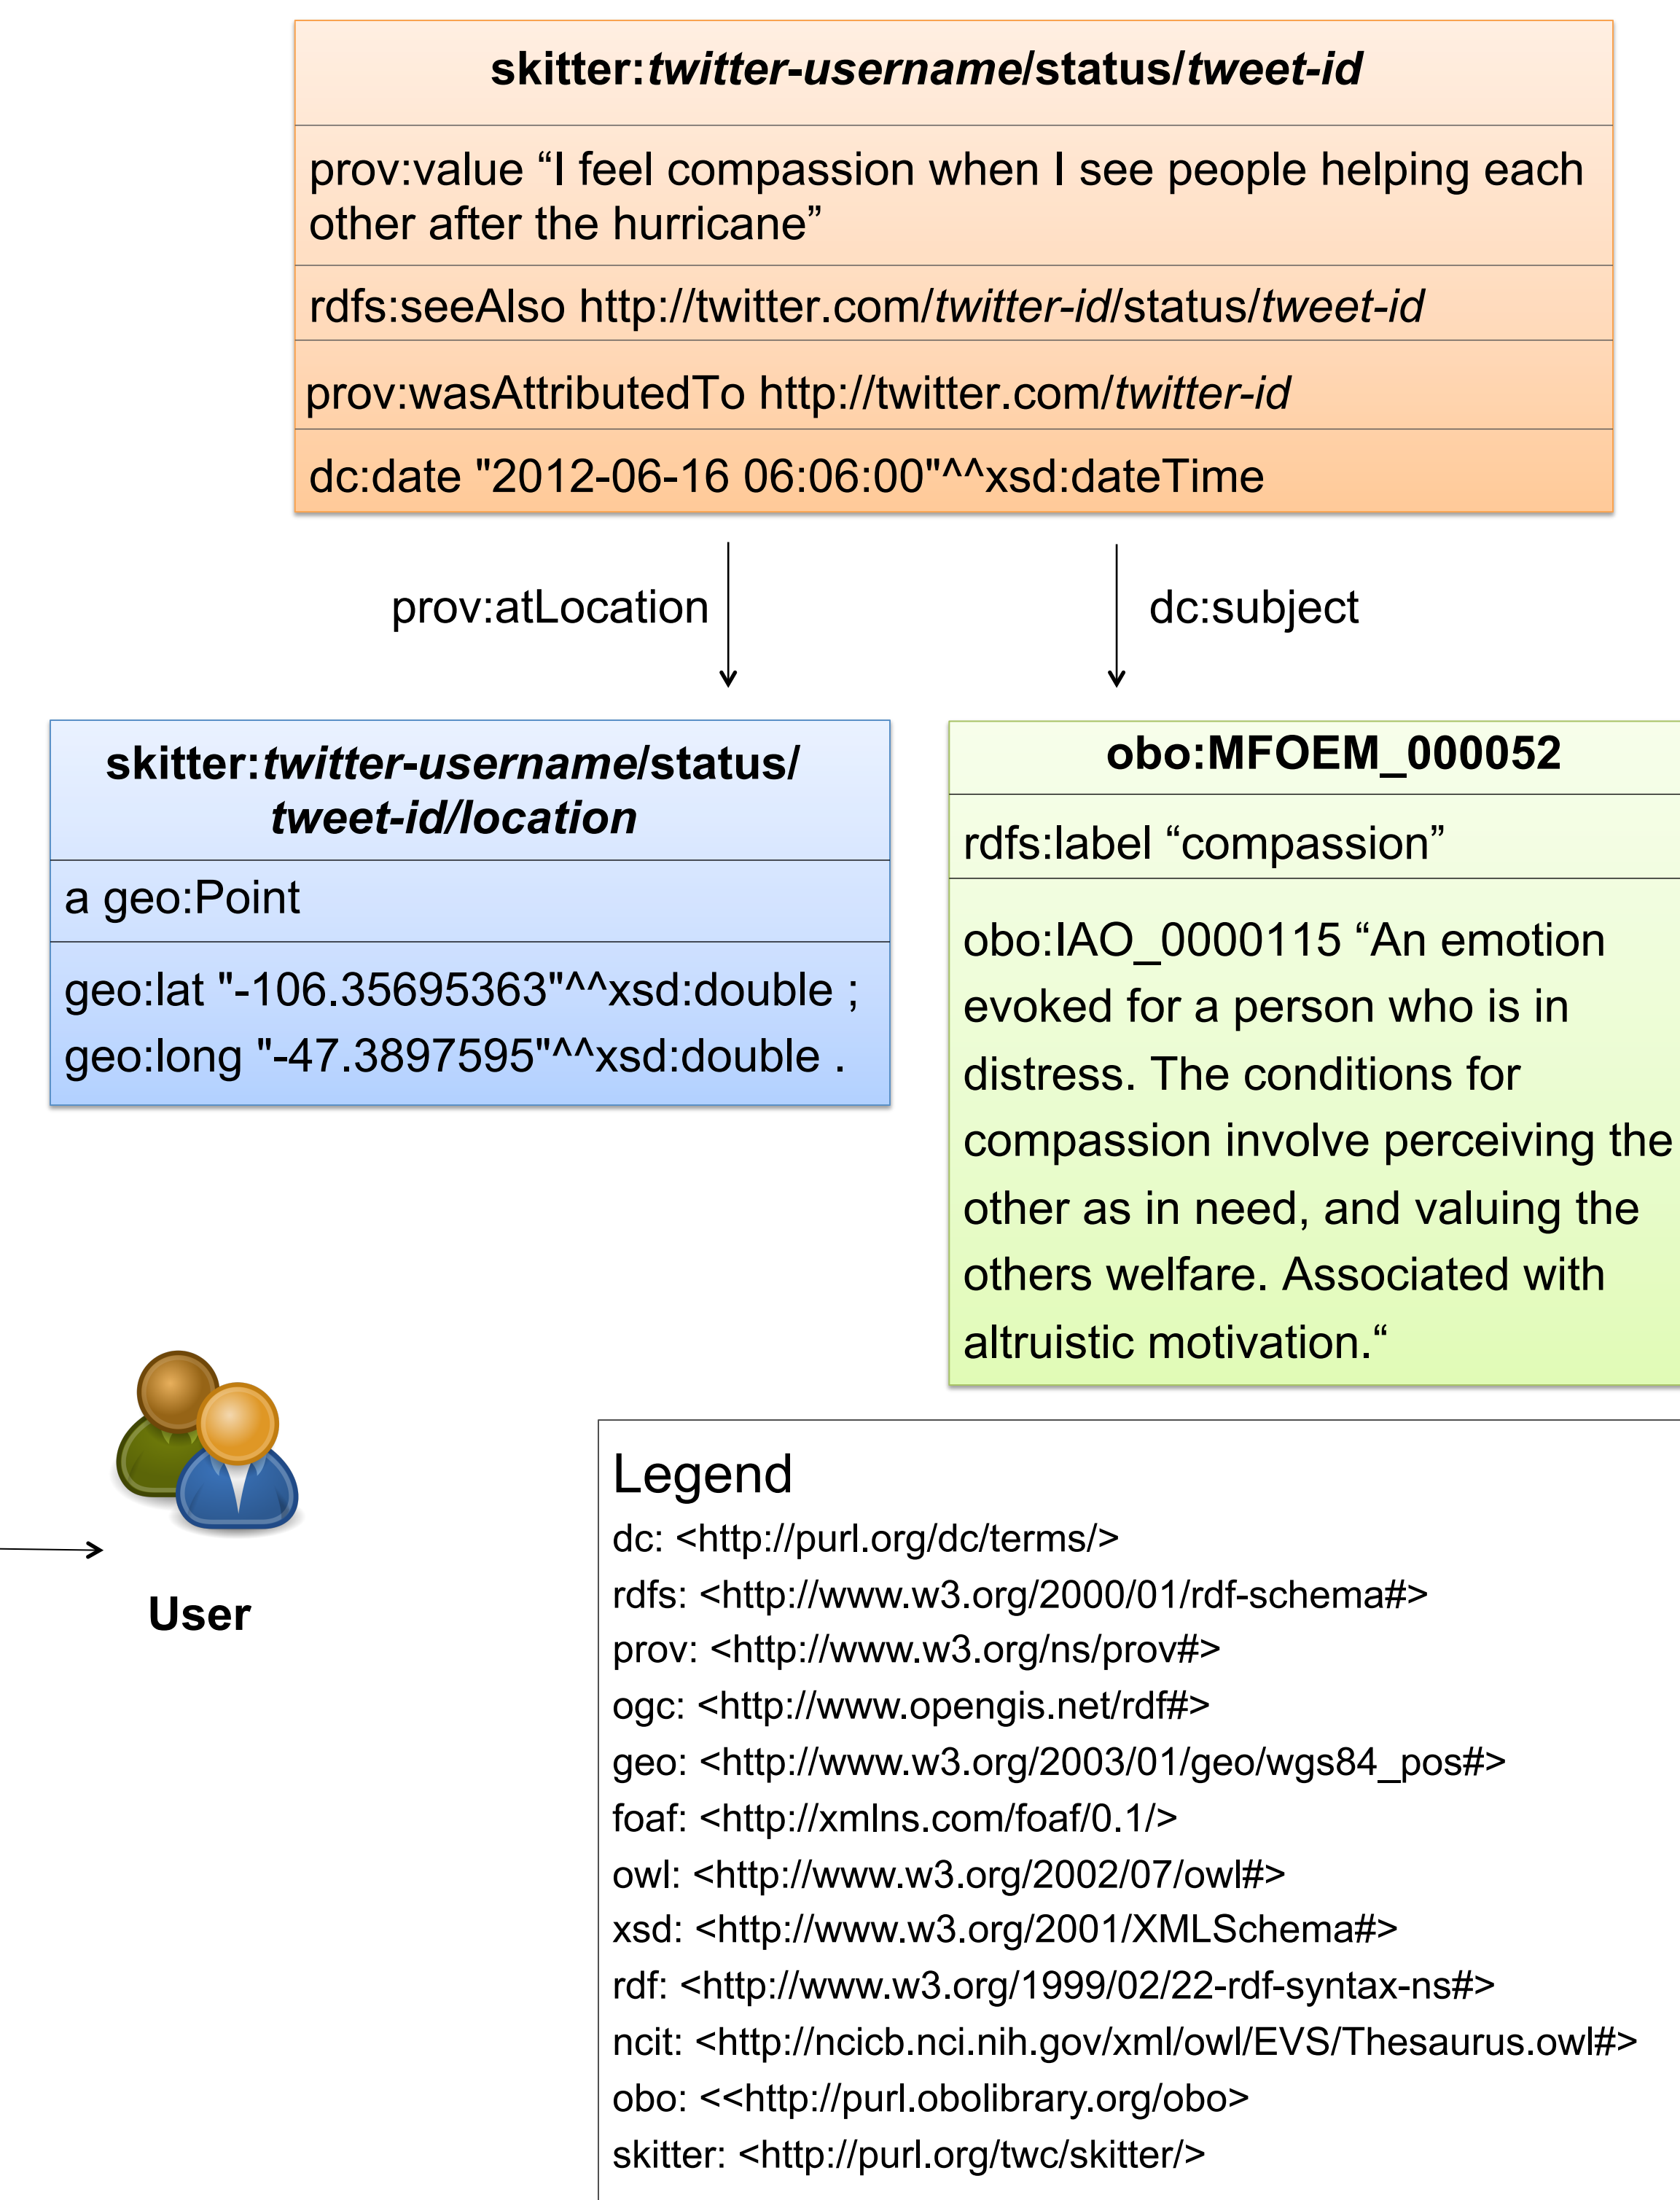 skitter:twitter-username/status/tweet-id
prov:value “I feel compassion when I see people helping each
other after the hurricane”
rdfs:seeAlso http://twitter.com/twitter-id/status/tweet-id
prov:wasAttributedTo http://twitter.com/twitter-id
dc:date "2012-06-16 06:06:00"^^xsd:dateTime
prov:atLocation
dc:subject
skitter:twitter-username/status/
tweet-id/location
a geo:Point
geo:lat "-106.35695363"^^xsd:double ;
geo:long "-47.3897595"^^xsd:double .
obo:MFOEM_000052
rdfs:label “compassion”
obo:IAO_0000115 “An emotion
evoked for a person who is in
distress. The conditions for
compassion involve perceiving the
other as in need, and valuing the
others welfare. Associated with
altruistic motivation.“
User
Legend
dc: <http://purl.org/dc/terms/>
rdfs: <http://www.w3.org/2000/01/rdf-schema#>
prov: <http://www.w3.org/ns/prov#>
ogc: <http://www.opengis.net/rdf#>
geo: <http://www.w3.org/2003/01/geo/wgs84_pos#>
foaf: <http://xmlns.com/foaf/0.1/>
owl: <http://www.w3.org/2002/07/owl#>
xsd: <http://www.w3.org/2001/XMLSchema#>
rdf: <http://www.w3.org/1999/02/22-rdf-syntax-ns#>
ncit: <http://ncicb.nci.nih.gov/xml/owl/EVS/Thesaurus.owl#>
obo: <<http://purl.obolibrary.org/obo>
skitter: <http://purl.org/twc/skitter/>